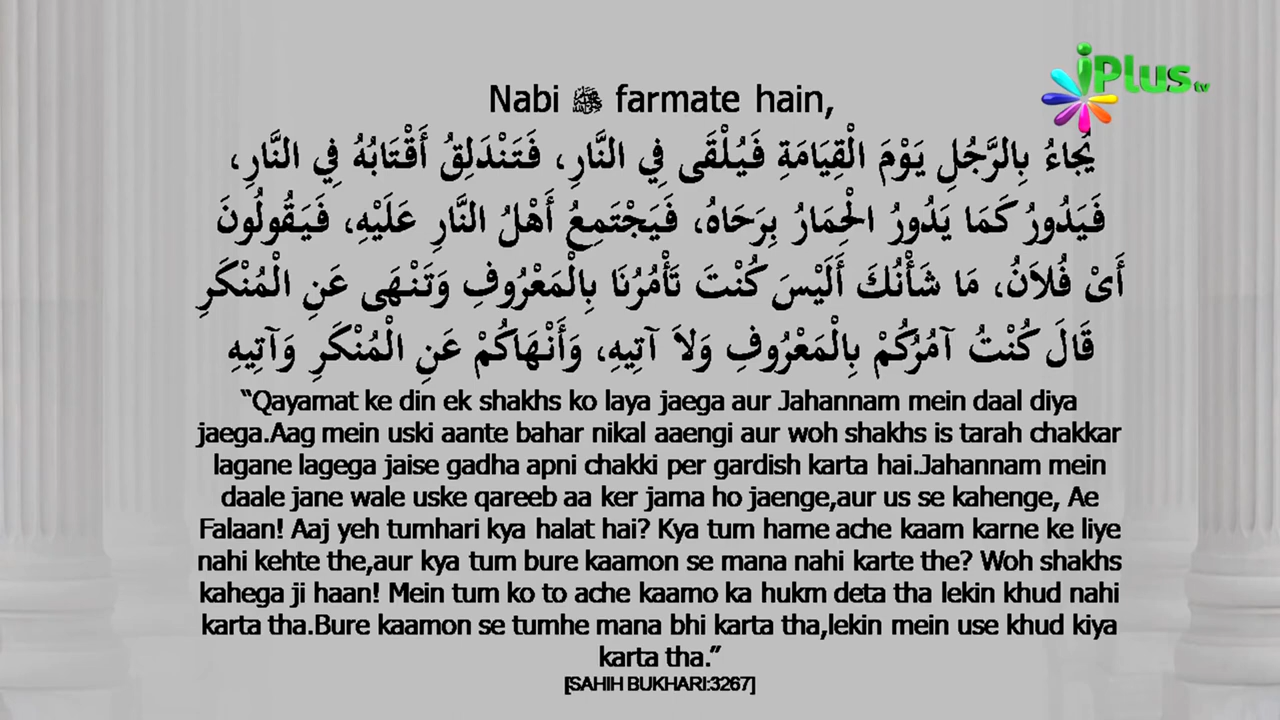 iPlus tv
Nabi ﷺ farmate hain,
يُجَاءُ بِالرَّجُلِ يَوْمَ الْقِيَامَةِ فَيُلْقَى فِي النَّارِ، فَتَنْدَلِقُ أَقْتَابُهُ فِي النَّارِ،
فَيَدُورُ كَمَا يَدُورُ الْحِمَارُ بِرَحَاهُ، فَيَجْتَمِعُ أَهْلُ النَّارِ عَلَيْهِ، فَيَقُولُونَ
أَىْ فُلاَنُ، مَا شَأْنُكَ أَلَيْسَ كُنْتَ تَأْمُرُنَا بِالْمَعْرُوفِ وَتَنْهَى عَنِ الْمُنْكَرِ
قَالَ كُنْتُ آمُرُكُمْ بِالْمَعْرُوفِ وَلاَ آتِيهِ، وَأَنْهَاكُمْ عَنِ الْمُنْكَرِ وَآتِيهِ
“Qayamat ke din ek shakhs ko laya jaega aur Jahannam mein daal diya
jaega.Aag mein uski aante bahar nikal aaengi aur woh shakhs is tarah chakkar
lagane lagega jaise gadha apni chakki per gardish karta hai.Jahannam mein
daale jane wale uske qareeb aa ker jama ho jaenge,aur us se kahenge, Ae
Falaan! Aaj yeh tumhari kya halat hai? Kya tum hame ache kaam karne ke liye
nahi kehte the,aur kya tum bure kaamon se mana nahi karte the? Woh shakhs
kahega ji haan! Mein tum ko to ache kaamo ka hukm deta tha lekin khud nahi
karta tha.Bure kaamon se tumhe mana bhi karta tha,lekin mein use khud kiya
karta tha.”
[SAHIH BUKHARI:3267]